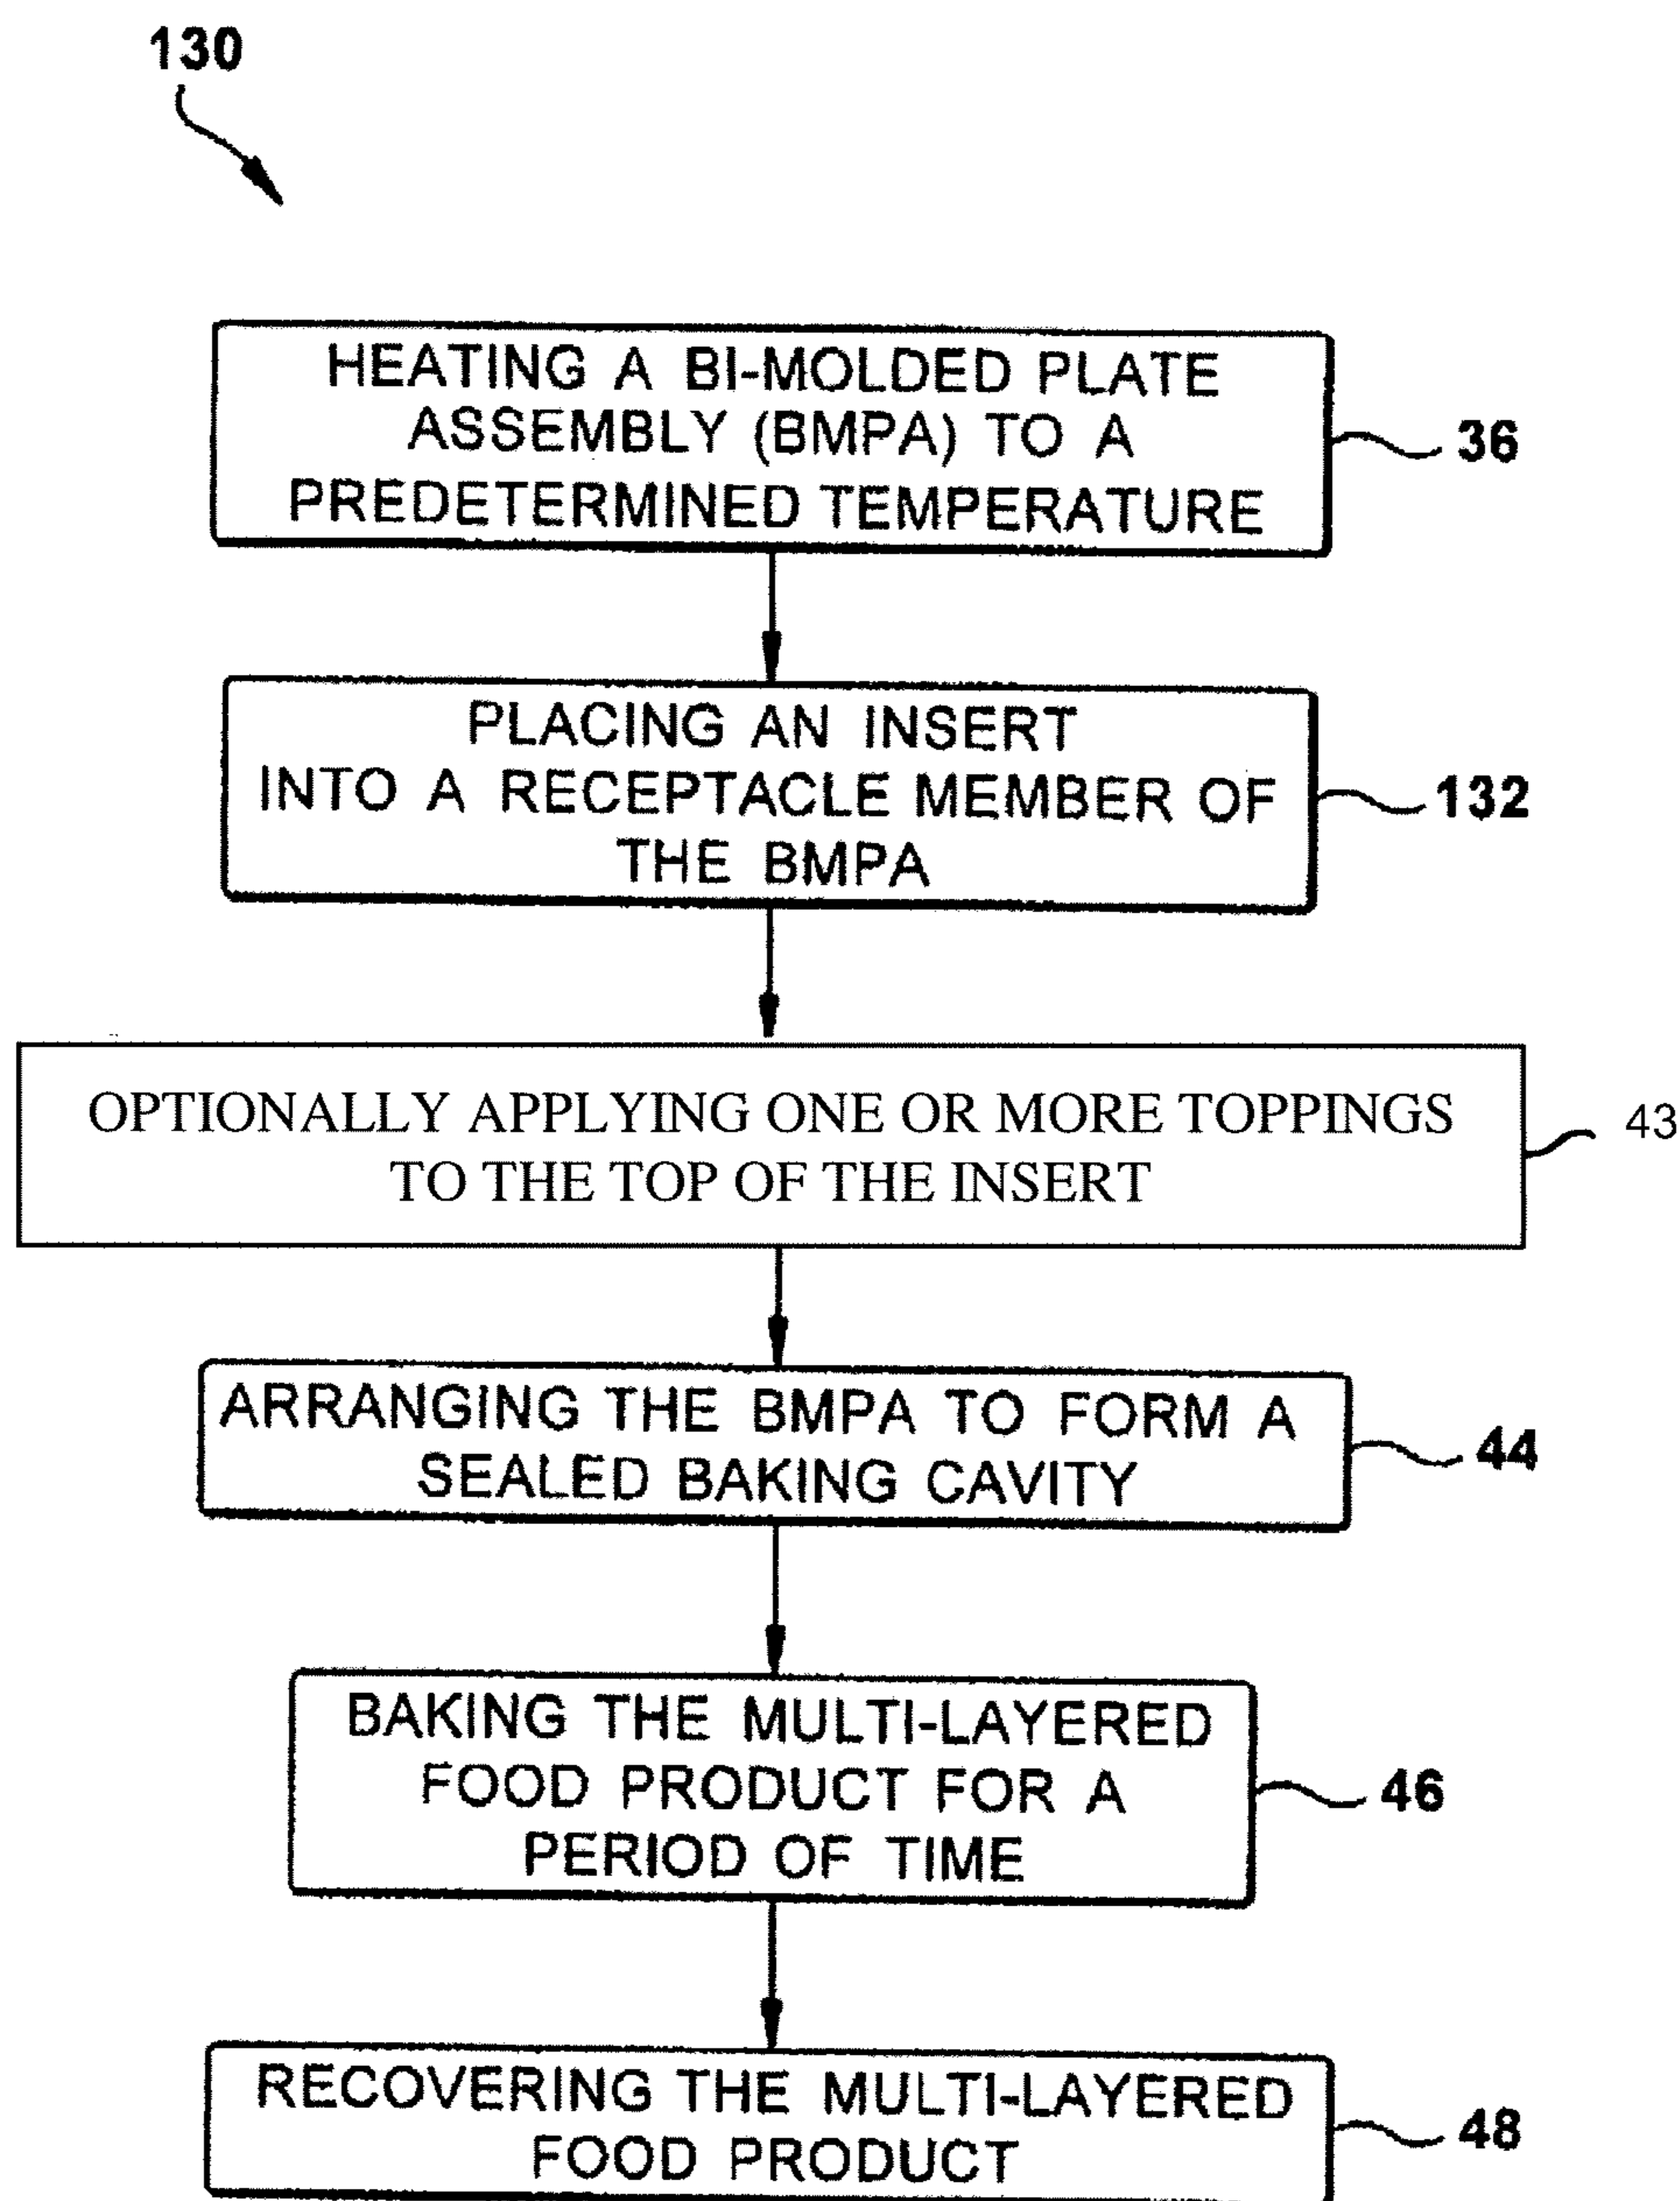 130
HEATING A BI-MOLDED PLATE
ASSEMBLY (BMPA) TO A
PREDETERMINED TEMPERATURE
36
PLACING AN INSERT
INTO A RECEPTACLE MEMBER OF
THE BMPA
132
OPTIONALLY APPLYING ONE OR MORE TOPPINGS
TO THE TOP OF THE INSERT
43
ARRANGING THE BMPA TO FORM A
SEALED BAKING CAVITY
44
BAKING THE MULTI-LAYERED
FOOD PRODUCT FOR A
PERIOD OF TIME
46
RECOVERING THE MULTI-LAYERED
FOOD PRODUCT
48